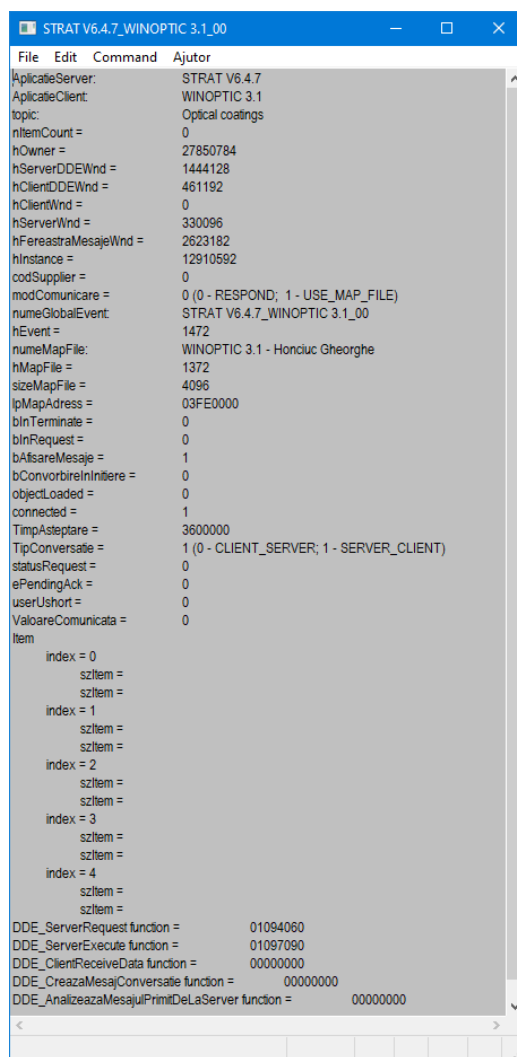 STRAT V6.4.7_WINOPTIC 3.1_00
File Edit Command Ajutor
AplicatieServer: STRAT V6.4.7
AplicatieClient: WINOPTIC 3.1
topic: Optical coatings
nItemCount = 0
hOwner = 27850784
hServerDDEWnd = 1444128
hClientDDEWnd = 461192
hClientWnd = 0
hServerWnd = 330096
hFereastraMesajeWnd = 2623182
hInstance = 12910592
codSupplier = 0
modComunicare = 0 (0 - RESPOND; 1 - USE_MAP_FILE)
numeGlobalEvent: STRAT V6.4.7_WINOPTIC 3.1_00
hEvent = 1472
numeMapFile: WINOPTIC 3.1 - Honciuc Gheorghe
hMapFile = 1372
sizeMapFile = 4096
lpMapAdress = 03FE0000
bInTerminate = 0
bInRequest = 0
bAfisareMesaje = 1
bConvorbireInInitiere = 0
objectLoaded = 0
connected = 1
TimpAsteptare = 3600000
TipConversatie = 1 (0 - CLIENT_SERVER; 1 - SERVER_CLIENT)
statusRequest = 0
ePendingAck = 0
userUshort = 0
ValoareComunicata = 0
Item
index = 0
szItem =
szItem =
index = 1
szItem =
szItem =
index = 2
szItem =
szItem =
index = 3
szItem =
szItem =
index = 4
szItem =
szItem =
DDE_ServerRequest function = 01094060
DDE_ServerExecute function = 01097090
DDE_ClientReceiveData function = 00000000
DDE_CreazaMesajConversatie function = 00000000
DDE_AnalizeazaMesajulPrimitDeLaServer function = 00000000